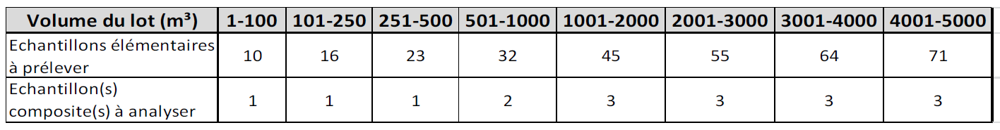 Volume du lot (m³) 1-100 101-250 251-500 501-1000 1001-2000 2001-3000 3001-4000 4001-5000
Echantillons élémentaires
à prélever 10 16 23 32 45 55 64 71
Echantillon(s)
composite(s) à analyser 1 1 1 2 3 3 3 3